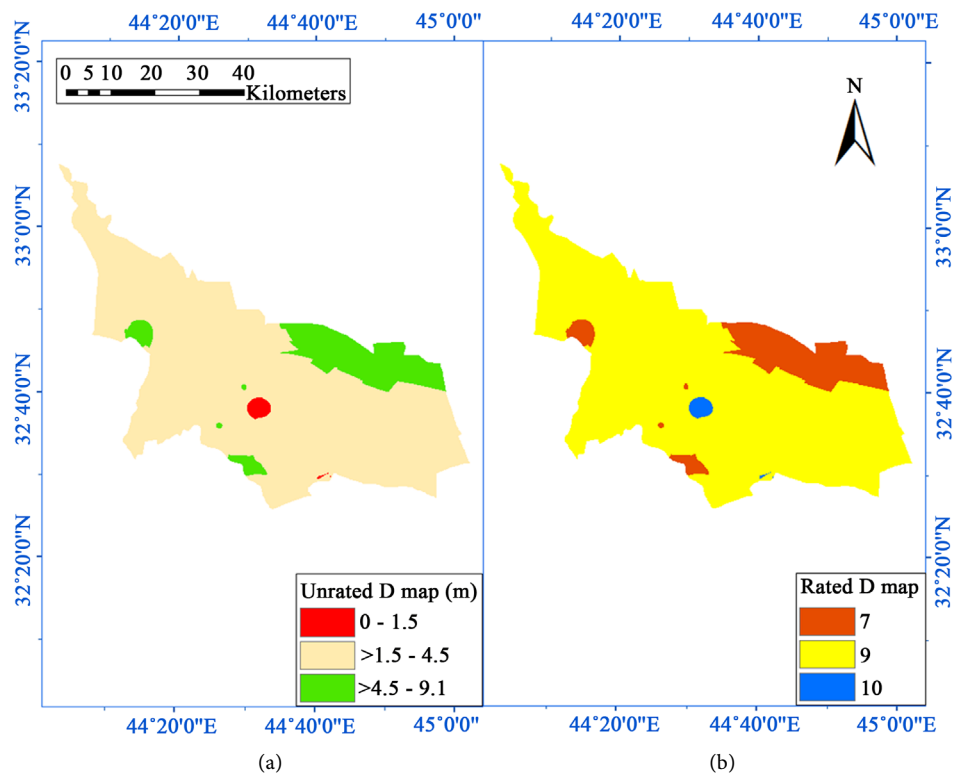 44°20'0"E 44°40'0"E 45°0'0"E 44°20'0"E 44°40'0"E 45°0'0"E
0 5 10 20 30 40
Kilometers
N
33°20'0"N
33°0'0"N
32°40'0"N
32°20'0"N
33°0'0"N
32°40'0"N
32°20'0"N
Unrated D map (m)
0 - 1.5
>1.5 - 4.5
>4.5 - 9.1
Rated D map
7
9
10
44°20'0"E 44°40'0"E 45°0'0"E 44°20'0"E 44°40'0"E 45°0'0"E
(a) (b)